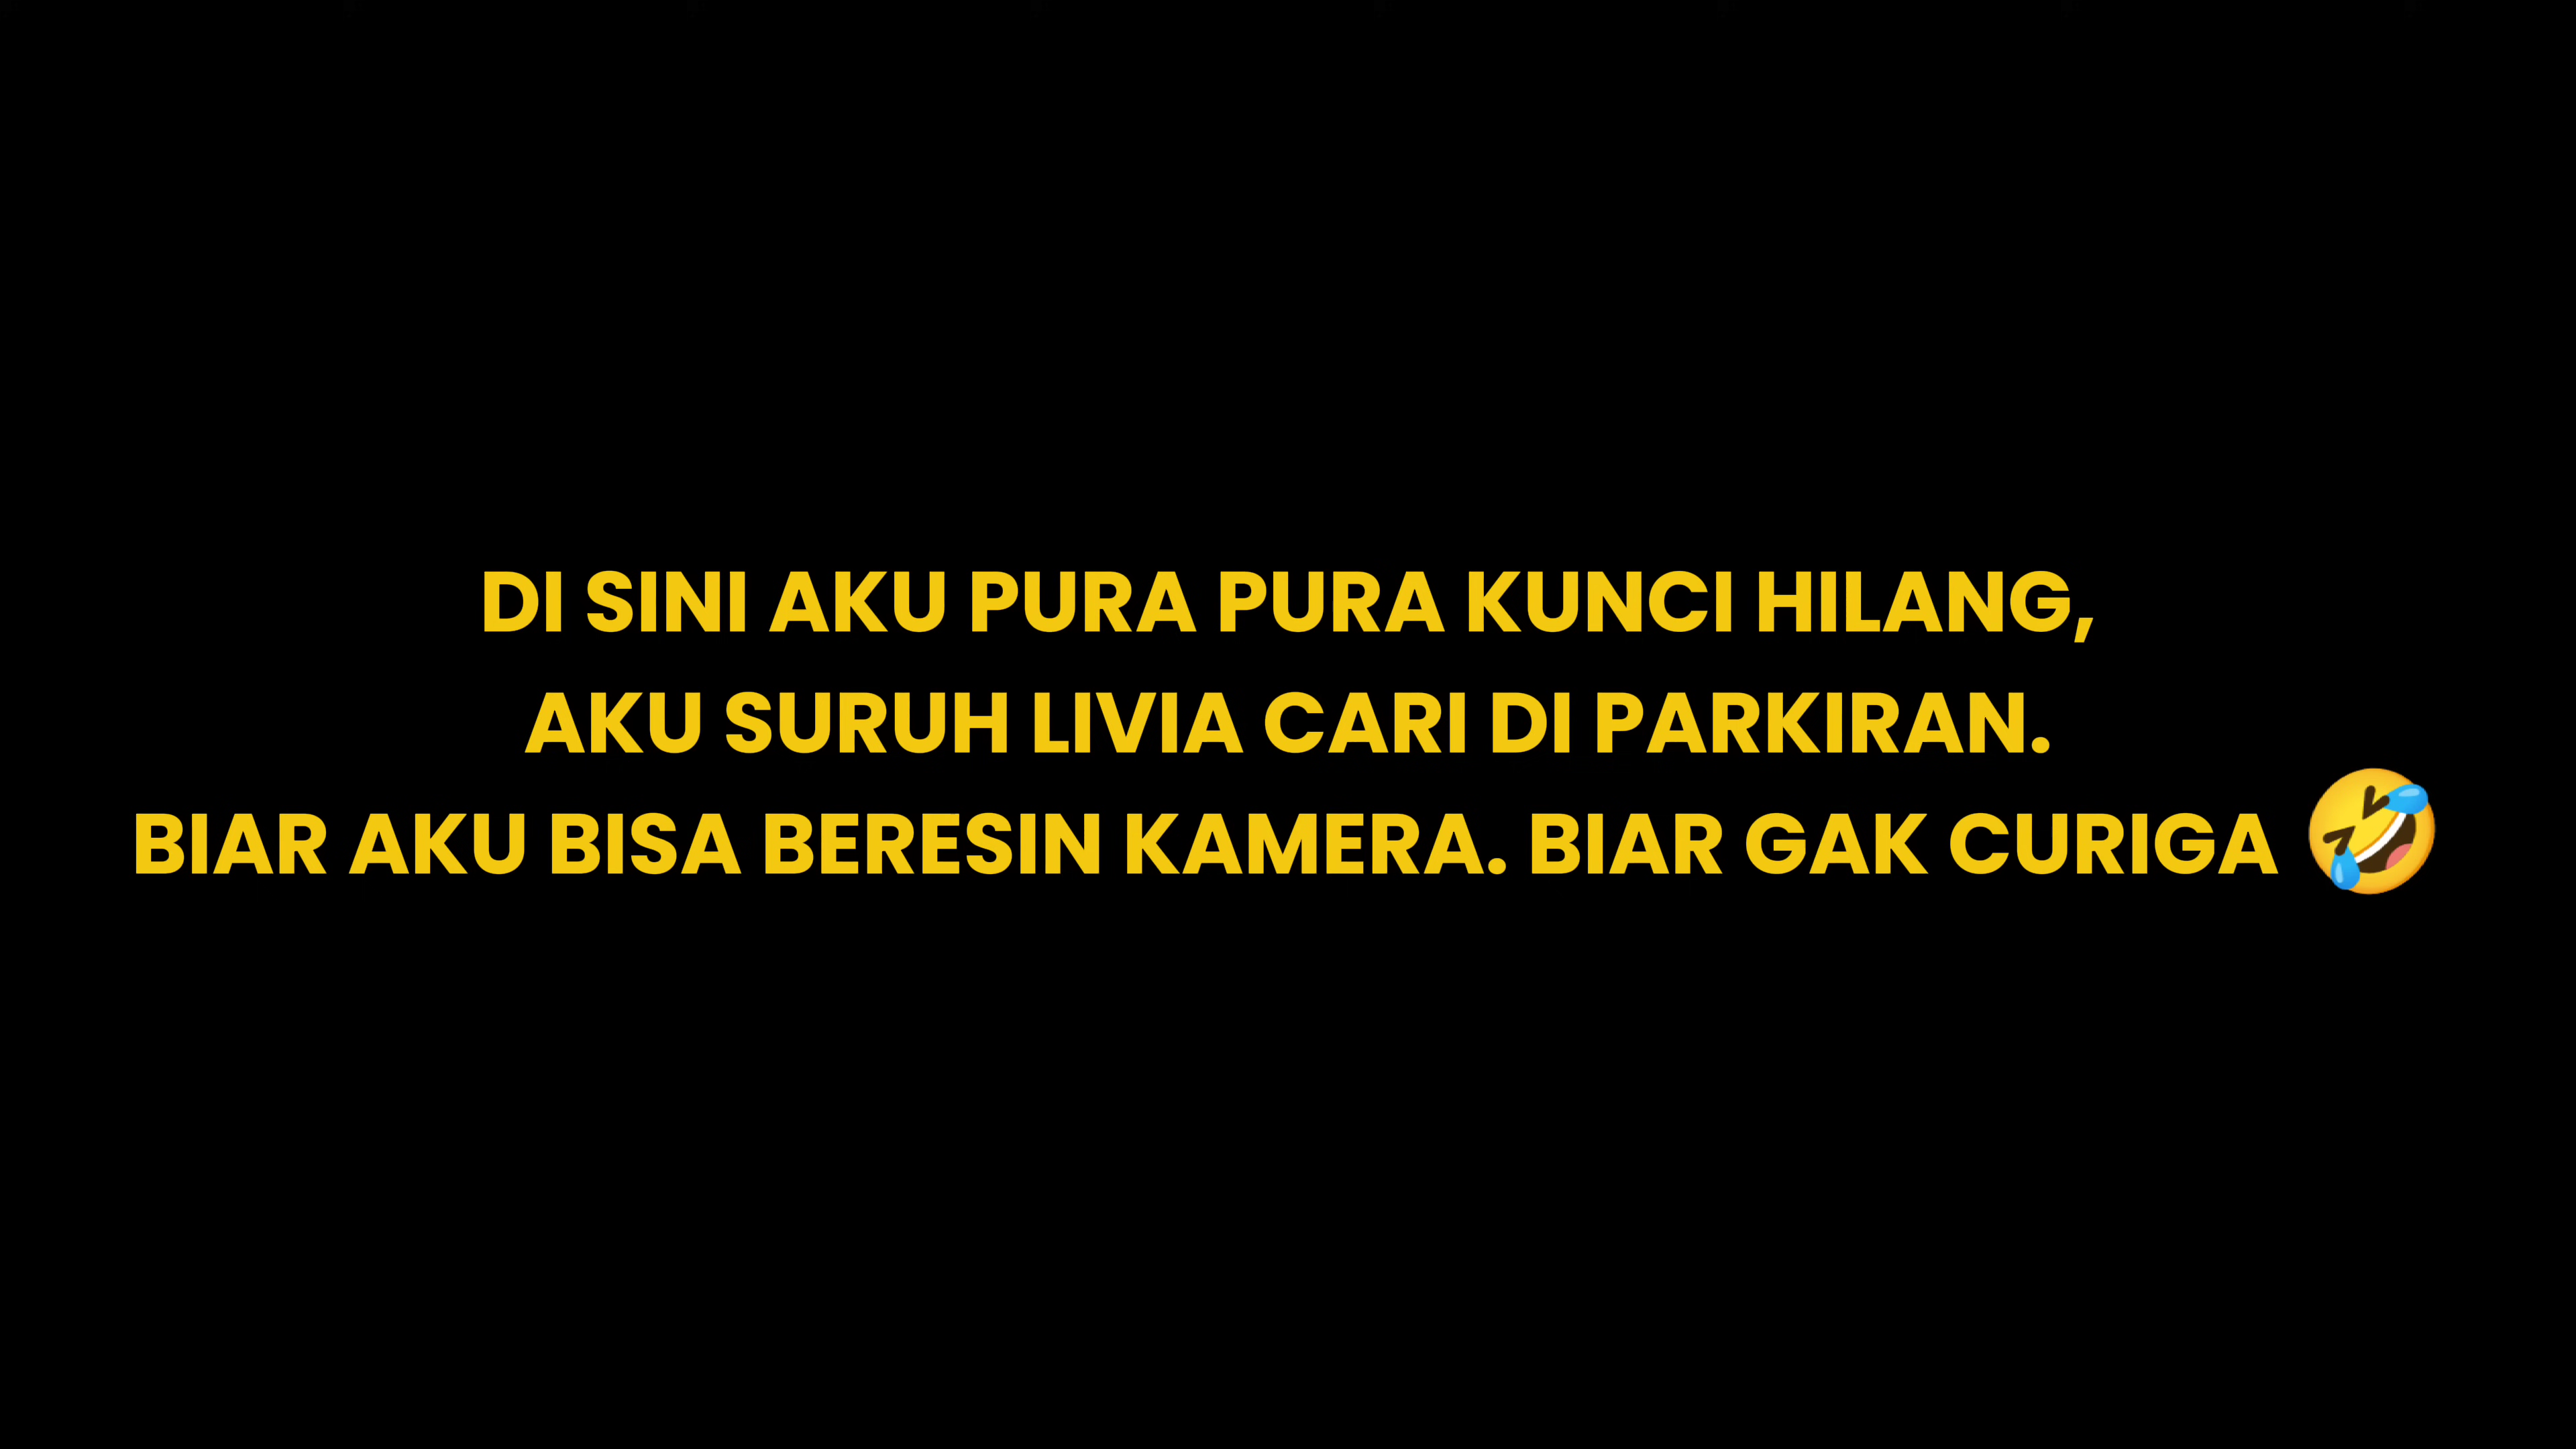 DI SINI AKU PURA PURA KUNCI HILANG,
AKU SURUH LIVIA CARI DI PARKIRAN.
BIAR AKU BISA BERESIN KAMERA. BIAR GAK CURIGA 🤣